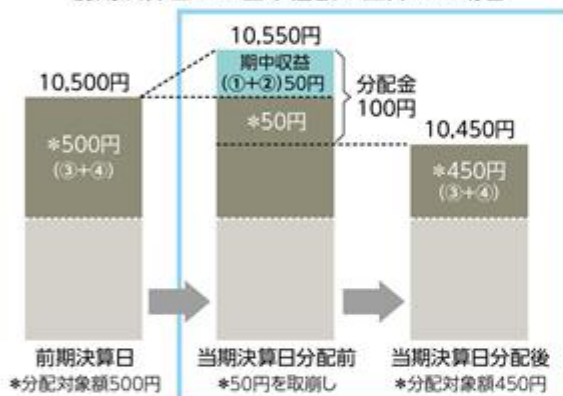 10,550円
期中収益
(①+②)50円
分配金
100円
10,500円
*50円
10,450円
*500円
(③+④)
*450円
(③+④)
前期決算日
*分配対象額500円
当期決算日分配前
*50円を取崩し
当期決算日分配後
*分配対象額450円